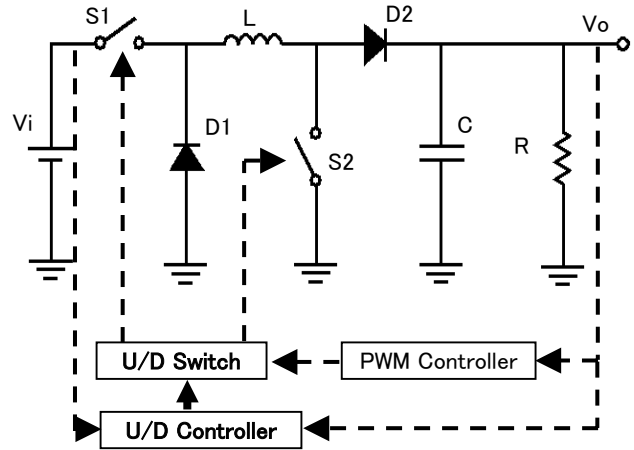 S1
L
D2
Vo
Vi
D1
S2
C
R
U/D Switch
PWM Controller
U/D Controller